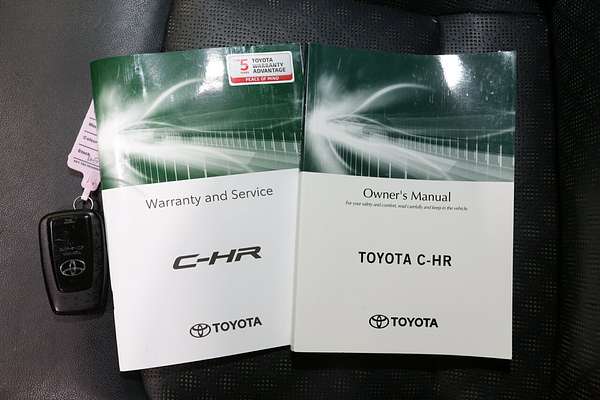 5
YEARS
TOYOTA
WARRANTY
ADVANTAGE
PEACE OF MIND
Warranty and Service
C-HR
TOYOTA
Owner's Manual
For your safety and comfort, read carefully and keep in the vehicle.
TOYOTA C-HR
TOYOTA